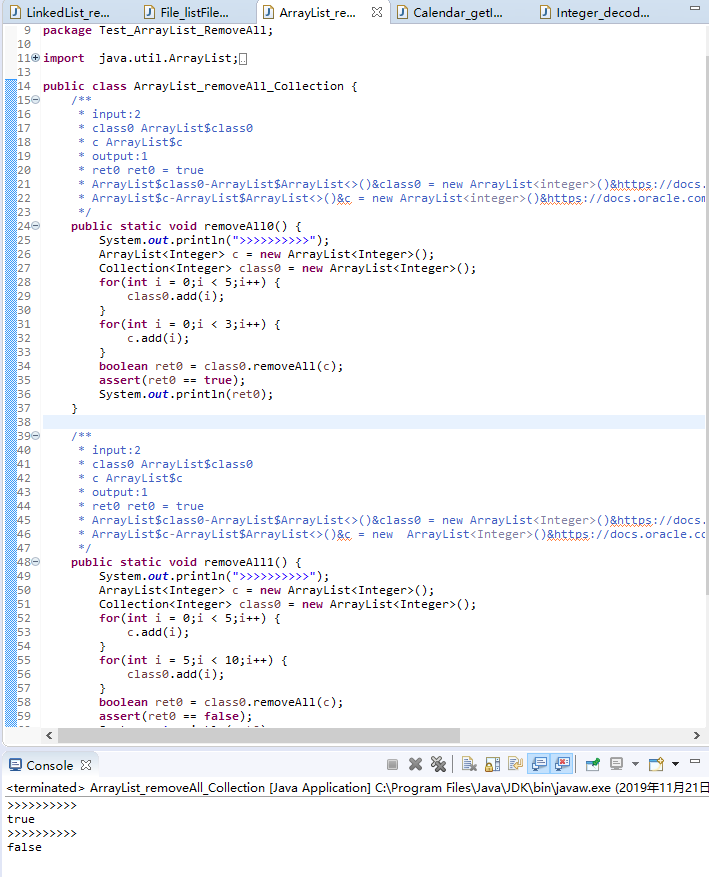 LinkedList_re... File_listFile... ArrayList_re... Calendar_getI... Integer_decod...
9 package Test_ArrayList_RemoveAll;
10
11 import java.util.ArrayList;
13
14 public class ArrayList_removeAll_Collection {
15 /**
16 * input:2
17 * class0 ArrayList$class0
18 * c ArrayList$c
19 * output:1
20 * ret0 ret0 = true
21 * ArrayList$class0-ArrayList$ArrayList<>()&class0 = new ArrayList<integer>()&https://docs.
22 * ArrayList$c-ArrayList$ArrayList<>()&c = new ArrayList<integer>()&https://docs.oracle.com
23 */
24 public static void removeAll0() {
25 System.out.println(">>>>>>>>>>");
26 ArrayList<Integer> c = new ArrayList<Integer>();
27 Collection<Integer> class0 = new ArrayList<Integer>();
28 for(int i = 0;i < 5;i++) {
29 class0.add(i);
30 }
31 for(int i = 0;i < 3;i++) {
32 c.add(i);
33 }
34 boolean ret0 = class0.removeAll(c);
35 assert(ret0 == true);
36 System.out.println(ret0);
37 }
38
39 /**
40 * input:2
41 * class0 ArrayList$class0
42 * c ArrayList$c
43 * output:1
44 * ret0 ret0 = true
45 * ArrayList$class0-ArrayList$ArrayList<>()&class0 = new ArrayList<Integer>()&https://docs.
46 * ArrayList$c-ArrayList$ArrayList<>()&c = new  ArrayList<Integer>()&https://docs.oracle.co
47 */
48 public static void removeAll1() {
49 System.out.println(">>>>>>>>>>");
50 ArrayList<Integer> c = new ArrayList<Integer>();
51 Collection<Integer> class0 = new ArrayList<Integer>();
52 for(int i = 0;i < 5;i++) {
53 c.add(i);
54 }
55 for(int i = 5;i < 10;i++) {
56 class0.add(i);
57 }
58 boolean ret0 = class0.removeAll(c);
59 assert(ret0 == false);
Console
<terminated> ArrayList_removeAll_Collection [Java Application] C:\Program Files\Java\JDK\bin\javaw.exe (2019年11月21日
>>>>>>>>>>
true
>>>>>>>>>>
false